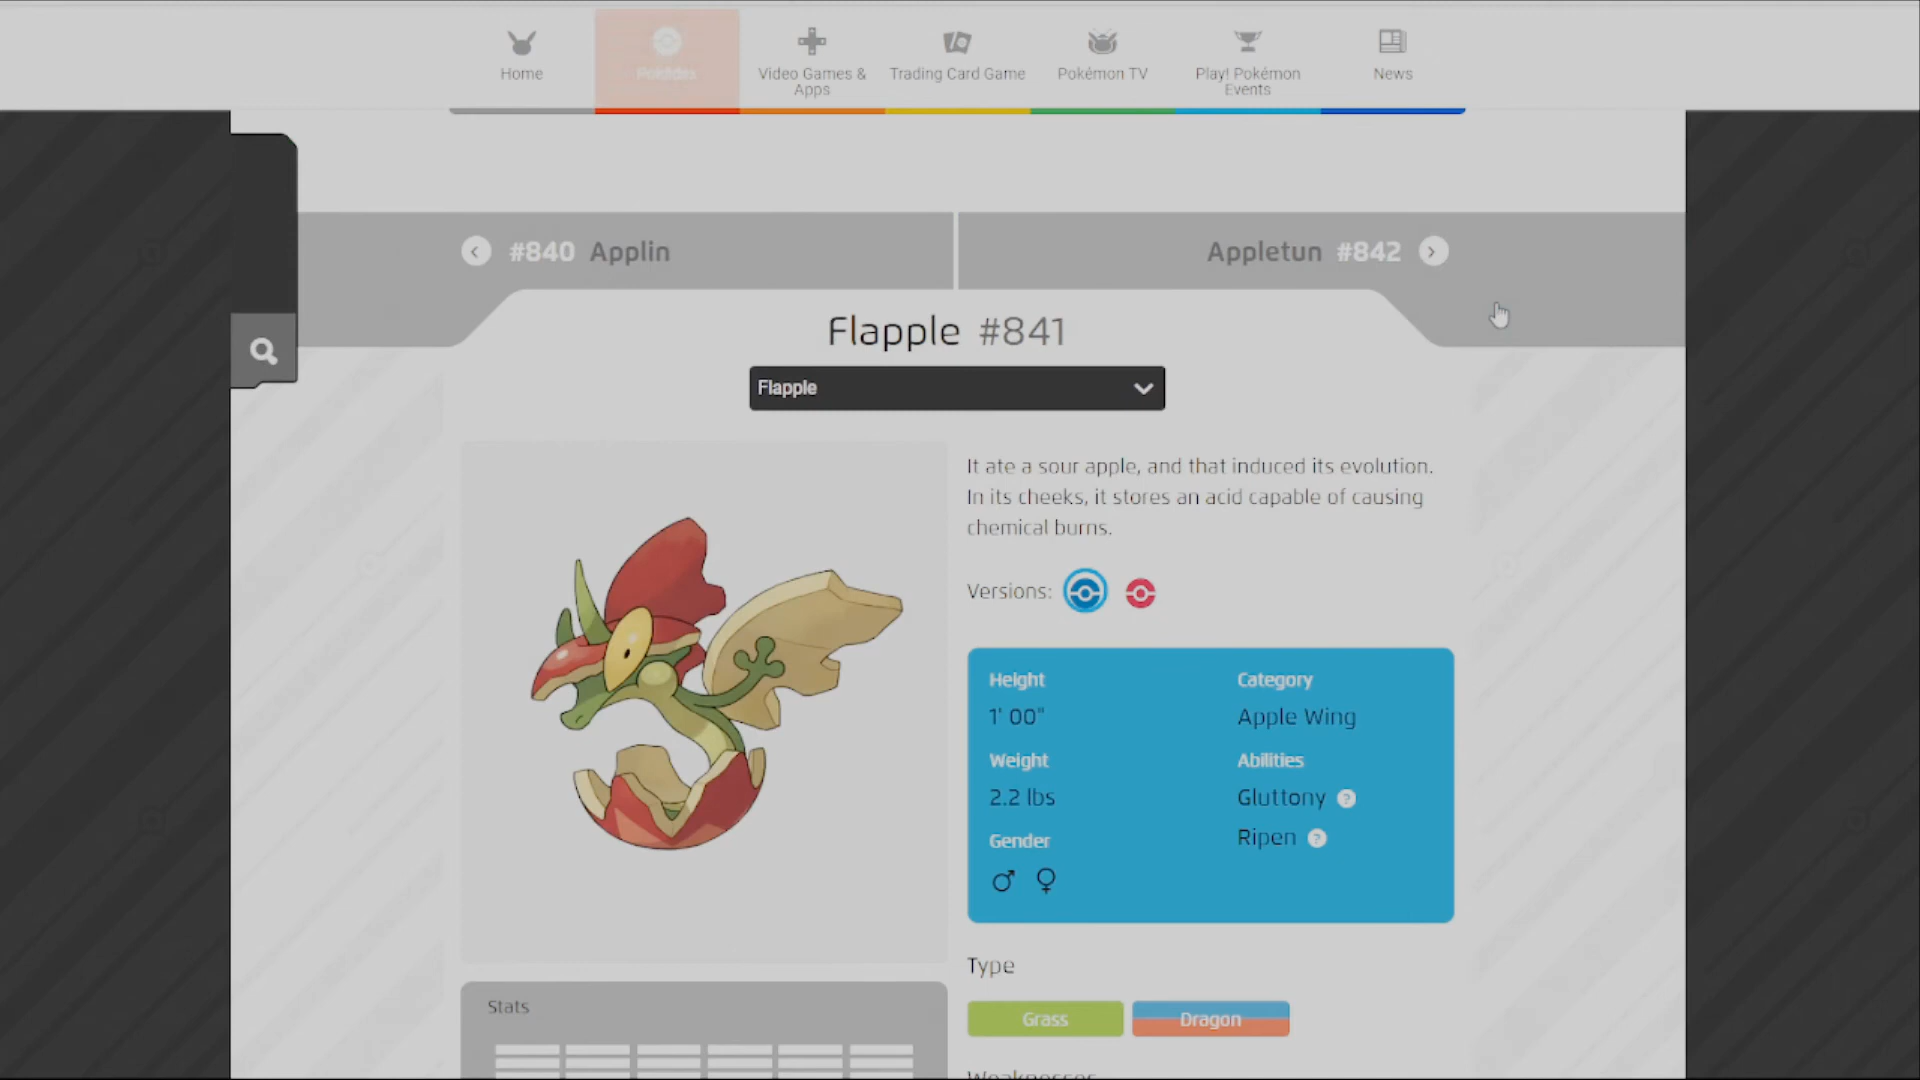 Home
Pokédex
Video Games &
Apps
Trading Card Game
Pokémon TV
Play! Pokémon
Events
News
#840 Applin
Appletun #842
Flapple #841
Flapple
It ate a sour apple, and that induced its evolution.
In its cheeks, it stores an acid capable of causing
chemical burns.
Versions:
Height
1' 00"
Weight
2.2 lbs
Gender
Category
Apple Wing
Abilities
Gluttony ?
Ripen ?
Type
Grass
Dragon
Stats
Weaknesses